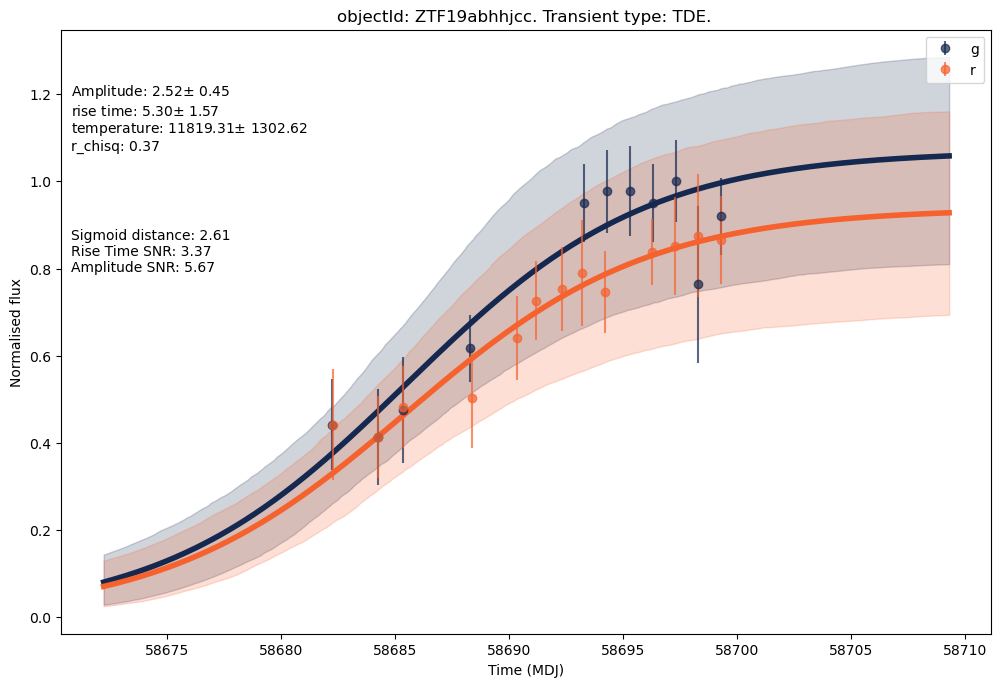 objectId: ZTF19abhhjcc. Transient type: TDE.
g
r
Amplitude: 2.52± 0.45
rise time: 5.30± 1.57
temperature: 11819.31± 1302.62
r_chisq: 0.37
Sigmoid distance: 2.61
Rise Time SNR: 3.37
Amplitude SNR: 5.67
Normalised flux
1.2
1.0
0.8
0.6
0.4
0.2
0.0
58675 58680 58685 58690 58695 58700 58705 58710
Time (MDJ)